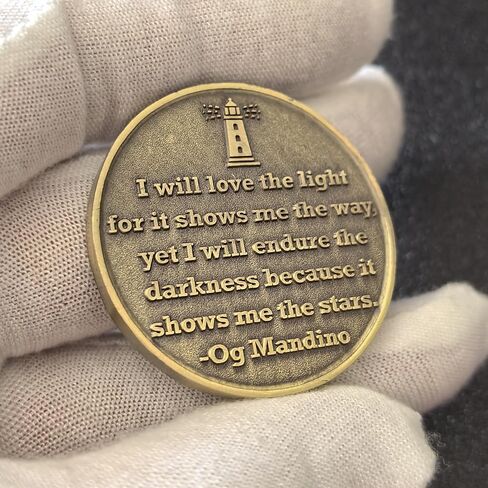 I will love the light
for it shows me the way,
yet I will endure the
darkness because it
shows me the stars.
-Og Mandino